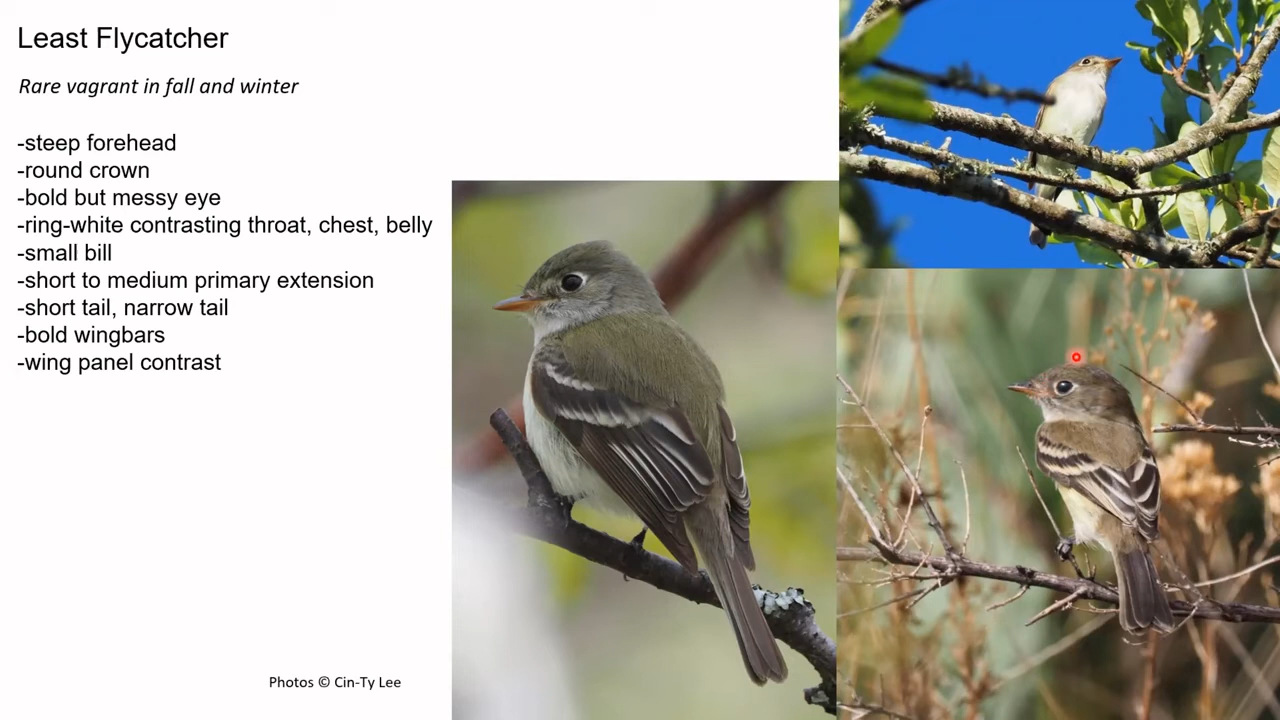 Least Flycatcher
Rare vagrant in fall and winter
-steep forehead
-round crown
-bold but messy eye
-ring-white contrasting throat, chest, belly
-small bill
-short to medium primary extension
-short tail, narrow tail
-bold wingbars
-wing panel contrast
Photos © Cin-Ty Lee